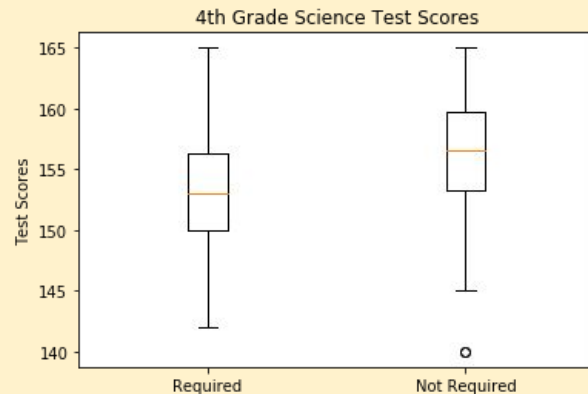 4th Grade Science Test Scores
165
160
155
150
145
140
Test Scores
Required
Not Required